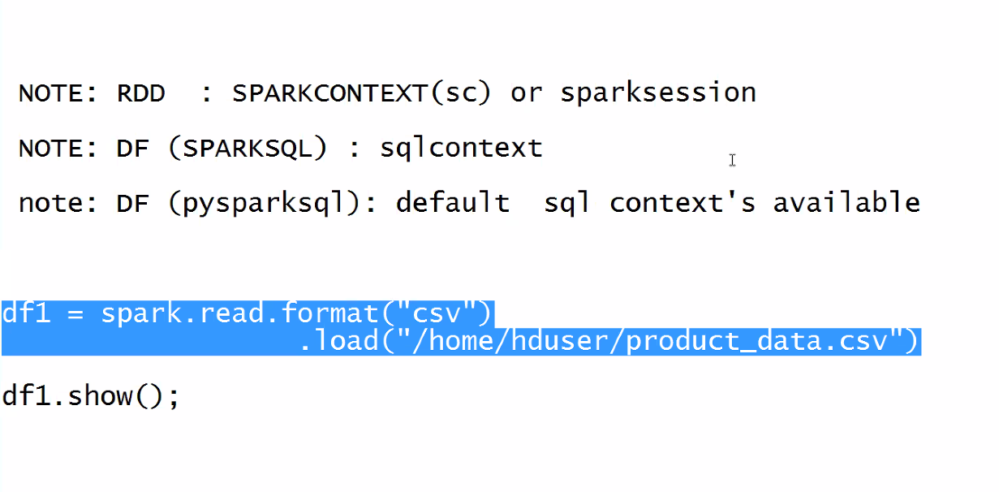 NOTE: RDD : SPARKCONTEXT(sc) or sparksession
NOTE: DF (SPARKSQL) : sqlcontext
note: DF (pysparksql): default sql context's available
df1 = spark.read.format("csv")
.load("/home/hduser/product_data.csv")
df1.show();